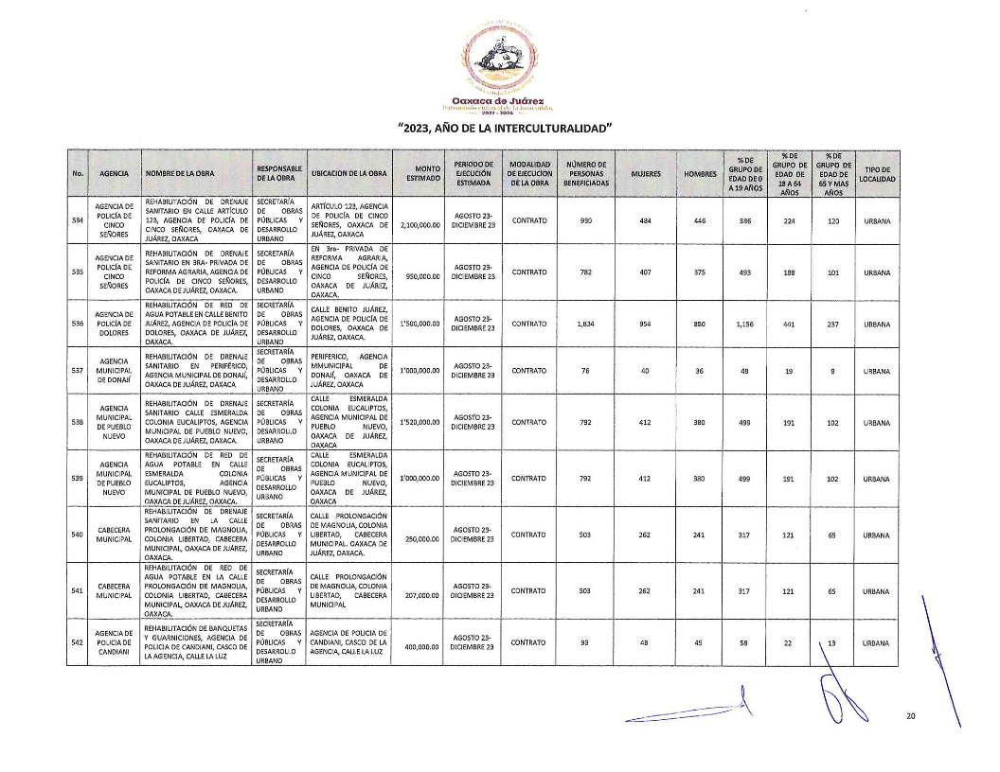 Oaxaca de Juárez
Patrimonio cultural de la humanidad
2022 - 2024
"2023, AÑO DE LA INTERCULTURALIDAD"
No. AGENCIA NOMBRE DE LA OBRA RESPONSABLE DE LA OBRA UBICACION DE LA OBRA MONTO ESTIMADO PERIODO DE EJECUCIÓN ESTIMADA MODALIDAD DE EJECUCION DE LA OBRA NÚMERO DE PERSONAS BENEFICIADAS MUJERES HOMBRES % DE GRUPO DE EDAD DE 0 A 19 AÑOS % DE GRUPO DE EDAD DE 18 A 64 AÑOS % DE GRUPO DE EDAD DE 65 Y MAS AÑOS TIPO DE LOCALIDAD
534 AGENCIA DE POLICÍA DE CINCO SEÑORES REHABILITACIÓN DE DRENAJE SANITARIO EN CALLE ARTÍCULO 123, AGENCIA DE POLICÍA DE CINCO SEÑORES, OAXACA DE JUÁREZ, OAXACA SECRETARÍA DE OBRAS PÚBLICAS Y DESARROLLO URBANO ARTÍCULO 123, AGENCIA DE POLICÍA DE CINCO SEÑORES, OAXACA DE JUÁREZ, OAXACA 2,100,000.00 AGOSTO 23-DICIEMBRE 23 CONTRATO 930 484 446 586 224 120 URBANA
535 AGENCIA DE POLICÍA DE CINCO SEÑORES REHABILITACIÓN DE DRENAJE SANITARIO EN 3RA- PRIVADA DE REFORMA AGRARIA, AGENCIA DE POLICÍA DE CINCO SEÑORES, OAXACA DE JUÁREZ, OAXACA. SECRETARÍA DE OBRAS PÚBLICAS Y DESARROLLO URBANO EN 3ra- PRIVADA DE REFORMA AGRARIA, AGENCIA DE POLICÍA DE CINCO SEÑORES, OAXACA DE JUÁREZ, OAXACA. 950,000.00 AGOSTO 23-DICIEMBRE 23 CONTRATO 782 407 375 493 188 101 URBANA
536 AGENCIA DE POLICÍA DE DOLORES REHABILITACIÓN DE RED DE AGUA POTABLE EN CALLE BENITO JUÁREZ, AGENCIA DE POLICÍA DE DOLORES, OAXACA DE JUÁREZ, OAXACA. SECRETARÍA DE OBRAS PÚBLICAS Y DESARROLLO URBANO CALLE BENITO JUÁREZ, AGENCIA DE POLICÍA DE DOLORES, OAXACA DE JUÁREZ, OAXACA. 1'500,000.00 AGOSTO 23-DICIEMBRE 23 CONTRATO 1,834 954 880 1,156 441 237 URBANA
537 AGENCIA MUNICIPAL DE DONAJÍ REHABILITACIÓN DE DRENAJE SANITARIO EN PERIFÉRICO, AGENCIA MUNICIPAL DE DONAJÍ, OAXACA DE JUÁREZ, OAXACA SECRETARÍA DE OBRAS PÚBLICAS Y DESARROLLO URBANO PERIFERICO, AGENCIA MMUNICIPAL DE DONAJÍ, OAXACA DE JUÁREZ, OAXACA 1'000,000.00 AGOSTO 23-DICIEMBRE 23 CONTRATO 76 40 36 48 19 9 URBANA
538 AGENCIA MUNICIPAL DE PUEBLO NUEVO REHABILITACIÓN DE DRENAJE SANITARIO CALLE ESMERALDA COLONIA EUCALIPTOS, AGENCIA MUNICIPAL DE PUEBLO NUEVO, OAXACA DE JUÁREZ, OAXACA. SECRETARÍA DE OBRAS PÚBLICAS Y DESARROLLO URBANO CALLE ESMERALDA COLONIA EUCALIPTOS, AGENCIA MUNICIPAL DE PUEBLO NUEVO, OAXACA DE JUÁREZ, OAXACA 1'520,000.00 AGOSTO 23-DICIEMBRE 23 CONTRATO 792 412 380 499 191 102 URBANA
539 AGENCIA MUNICIPAL DE PUEBLO NUEVO REHABILITACIÓN DE RED DE AGUA POTABLE EN CALLE ESMERALDA COLONIA EUCALIPTOS, AGENCIA MUNICIPAL DE PUEBLO NUEVO, OAXACA DE JUÁREZ, OAXACA. SECRETARÍA DE OBRAS PÚBLICAS Y DESARROLLO URBANO CALLE ESMERALDA COLONIA EUCALIPTOS, AGENCIA MUNICIPAL DE PUEBLO NUEVO, OAXACA DE JUÁREZ, OAXACA 1'000,000.00 AGOSTO 23-DICIEMBRE 23 CONTRATO 792 412 380 499 191 102 URBANA
540 CABECERA MUNICIPAL REHABILITACIÓN DE DRENAJE SANITARIO EN LA CALLE PROLONGACIÓN DE MAGNOLIA, COLONIA LIBERTAD, CABECERA MUNICIPAL, OAXACA DE JUÁREZ, OAXACA. SECRETARÍA DE OBRAS PÚBLICAS Y DESARROLLO URBANO CALLE PROLONGACIÓN DE MAGNOLIA, COLONIA LIBERTAD, CABECERA MUNICIPAL. OAXACA DE JUÁREZ, OAXACA. 250,000.00 AGOSTO 23-DICIEMBRE 23 CONTRATO 503 262 241 317 121 65 URBANA
541 CABECERA MUNICIPAL REHABILITACIÓN DE RED DE AGUA POTABLE EN LA CALLE PROLONGACIÓN DE MAGNOLIA, COLONIA LIBERTAD, CABECERA MUNICIPAL, OAXACA DE JUÁREZ, OAXACA. SECRETARÍA DE OBRAS PÚBLICAS Y DESARROLLO URBANO CALLE PROLONGACIÓN DE MAGNOLIA, COLONIA LIBERTAD, CABECERA MUNICIPAL 207,000.00 AGOSTO 23-DICIEMBRE 23 CONTRATO 503 262 241 317 121 65 URBANA
542 AGENCIA DE POLICIA DE CANDIANI REHABILITACIÓN DE BANQUETAS Y GUARNICIONES, AGENCIA DE POLICIA DE CANDIANI, CASCO DE LA AGENCIA, CALLE LA LUZ SECRETARÍA DE OBRAS PÚBLICAS Y DESARROLLO URBANO AGENCIA DE POLICIA DE CANDIANI, CASCO DE LA AGENCIA, CALLE LA LUZ 400,000.00 AGOSTO 23-DICIEMBRE 23 CONTRATO 93 48 45 58 22 13 URBANA
20